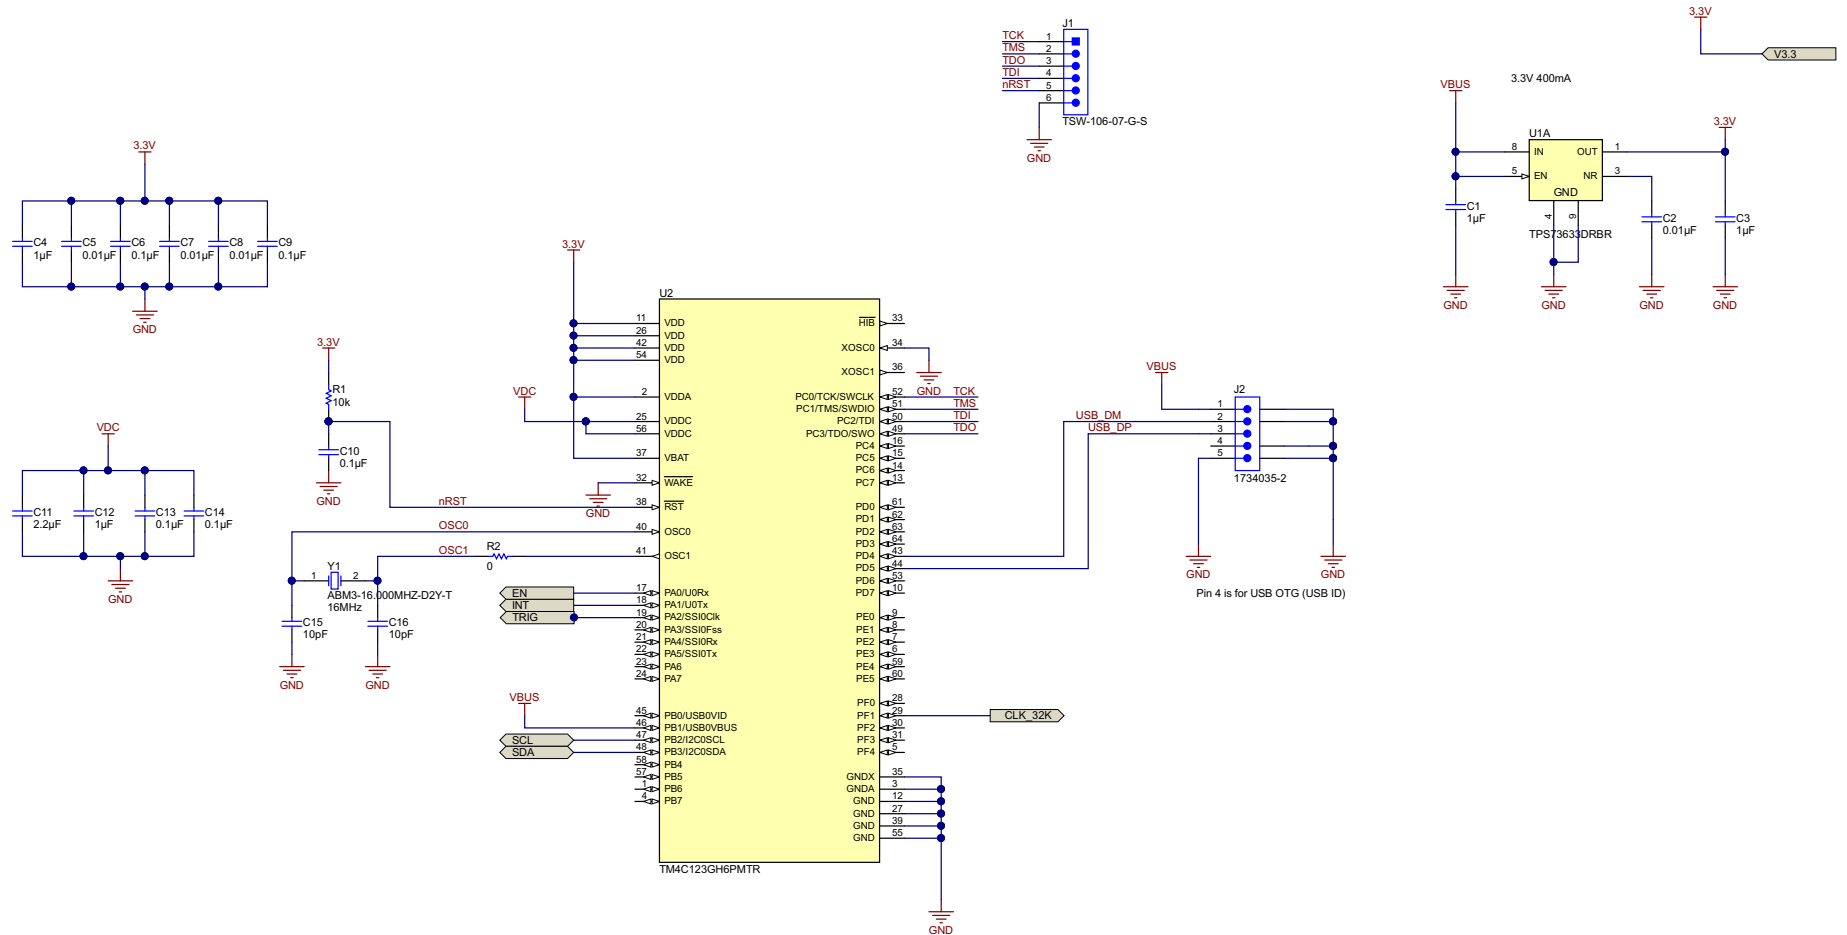 3.3V
V3.3
J1
TCK 1
TMS 2
TDO 3
TDI 4
nRST 5
6
TSW-106-07-G-S
GND
3.3V 400mA
VBUS
3.3V
U1A
8 IN OUT 1
5 EN NR 3
GND
4 9
TPS73633DRBR
C1
1µF
C2
0.01µF
C3
1µF
GND
GND
GND
GND
3.3V
C4
1µF
C5
0.01µF
C6
0.1µF
C7
0.01µF
C8
0.01µF
C9
0.1µF
GND
3.3V
R1
10k
C10
0.1µF
GND
VDC
C11
2.2µF
C12
1µF
C13
0.1µF
C14
0.1µF
GND
nRST
OSC0
OSC1
R2
0
Y1
1 2
ABM3-16.000MHZ-D2Y-T
16MHz
C15
10pF
C16
10pF
GND
GND
3.3V
VDC
GND
EN
INT
TRIG
VBUS
SCL
SDA
U2
11 VDD
26 VDD
42 VDD
54 VDD
2 VDDA
25 VDDC
56 VDDC
37 VBAT
32 WAKE
38 RST
40 OSC0
41 OSC1
17 PA0/U0Rx
18 PA1/U0Tx
19 PA2/SSI0Clk
20 PA3/SSI0Fss
21 PA4/SSI0Rx
22 PA5/SSI0Tx
23 PA6
24 PA7
45 PB0/USB0VID
46 PB1/USB0VBUS
47 PB2/I2C0SCL
48 PB3/I2C0SDA
58 PB4
57 PB5
1 PB6
4 PB7
HIB 33
XOSC0 34
XOSC1 36
GND
PC0/TCK/SWCLK 52 TCK
PC1/TMS/SWDIO 51 TMS
PC2/TDI 50 TDI
PC3/TDO/SWO 49 TDO
PC4 16
PC5 15
PC6 14
PC7 13
PD0 61
PD1 62
PD2 63
PD3 64
PD4 43
PD5 44
PD6 53
PD7 10
PE0 9
PE1 8
PE2 7
PE3 6
PE4 59
PE5 60
PF0 28
PF1 29
PF2 30
PF3 31
PF4 5
GNDX 35
GNDA 3
GND 12
GND 27
GND 39
GND 55
TM4C123GH6PMTR
CLK_32K
GND
VBUS
J2
1
USB_DM 2
USB_DP 3
4
5
1734035-2
GND
GND
Pin 4 is for USB OTG (USB ID)